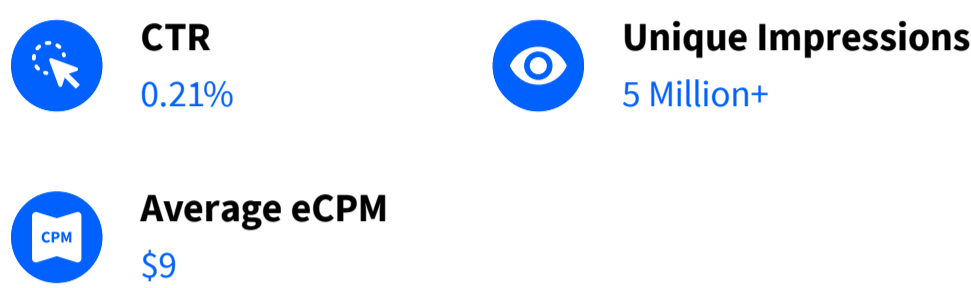 CTR
0.21%
Unique Impressions
5 Million+
CPM
Average eCPM
$9